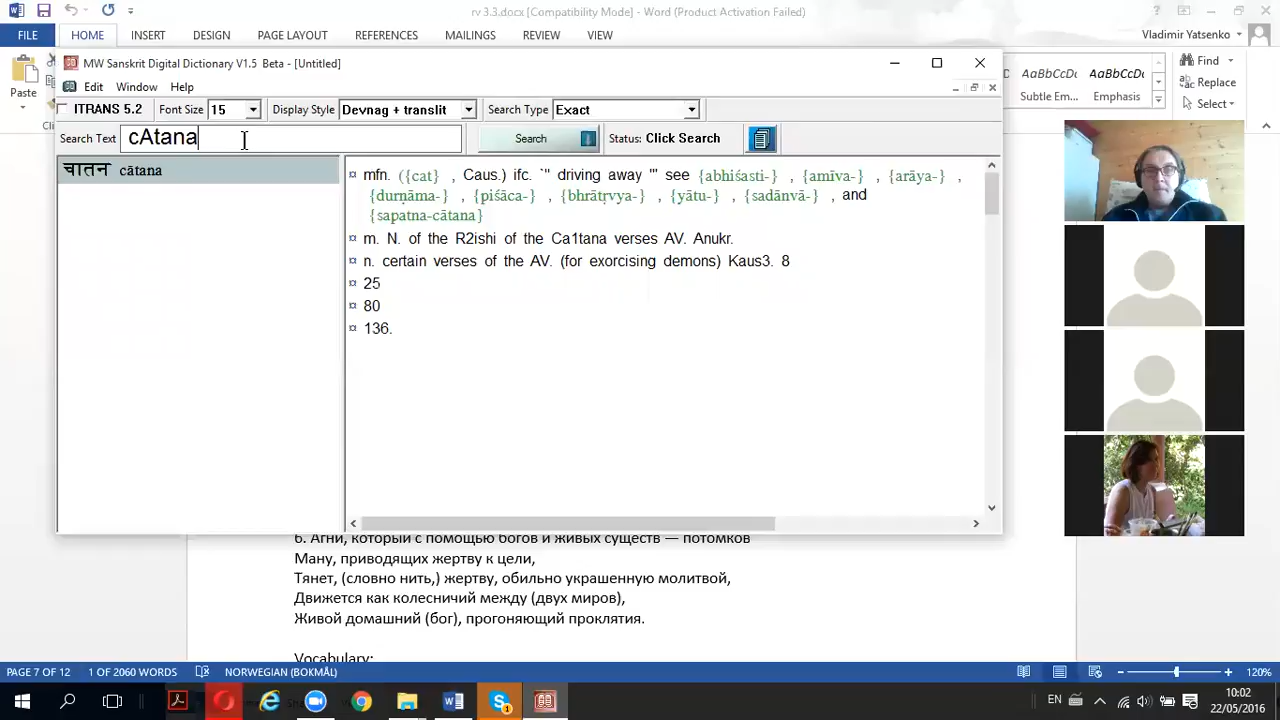 rv 3.3.docx [Compatibility Mode] - Word (Product Activation Failed)
FILE HOME INSERT DESIGN PAGE LAYOUT REFERENCES MAILINGS REVIEW VIEW Vladimir Yatsenko
Paste
MW Sanskrit Digital Dictionary V1.5 Beta - [Untitled]
Edit Window Help
ITRANS 5.2 Font Size 15 Display Style Devnag + translit Search Type Exact
Search Text cAtana Search Status: Click Search
AaBbCcDc AaBbCcDc
Subtle Em... Emphasis
Find
Replace
Select
चातन cātana
¤ mfn. ({cat} , Caus.) ifc. `" driving away "' see {abhiśasti-} , {amīva-} , {arāya-} ,
{durṇāma-} , {piśāca-} , {bhrātṛvya-} , {yātu-} , {sadānvā-} , and
{sapatna-cātana}
¤ m. N. of the R2ishi of the Ca1tana verses AV. Anukr.
¤ n. certain verses of the AV. (for exorcising demons) Kaus3. 8
¤ 25
¤ 80
¤ 136.
6. Агни, который с помощью богов и живых существ — потомков
Ману, приводящих жертву к цели,
Тянет, (словно нить,) жертву, обильно украшенную молитвой,
Движется как колесничий между (двух миров),
Живой домашний (бог), прогоняющий проклятия.
Vocabulary:
PAGE 7 OF 12 1 OF 2060 WORDS NORWEGIAN (BOKMÅL) 120%
EN 10:02
22/05/2016